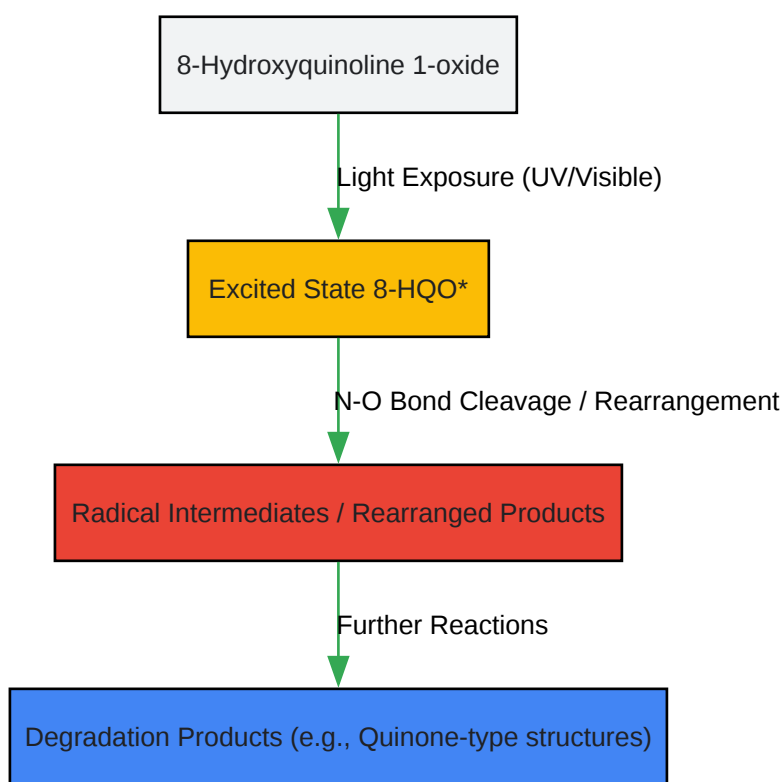 8-Hydroxyquinoline 1-oxide
Light Exposure (UV/Visible)
Excited State 8-HQO*
N-O Bond Cleavage / Rearrangement
Radical Intermediates / Rearranged Products
Further Reactions
Degradation Products (e.g., Quinone-type structures)